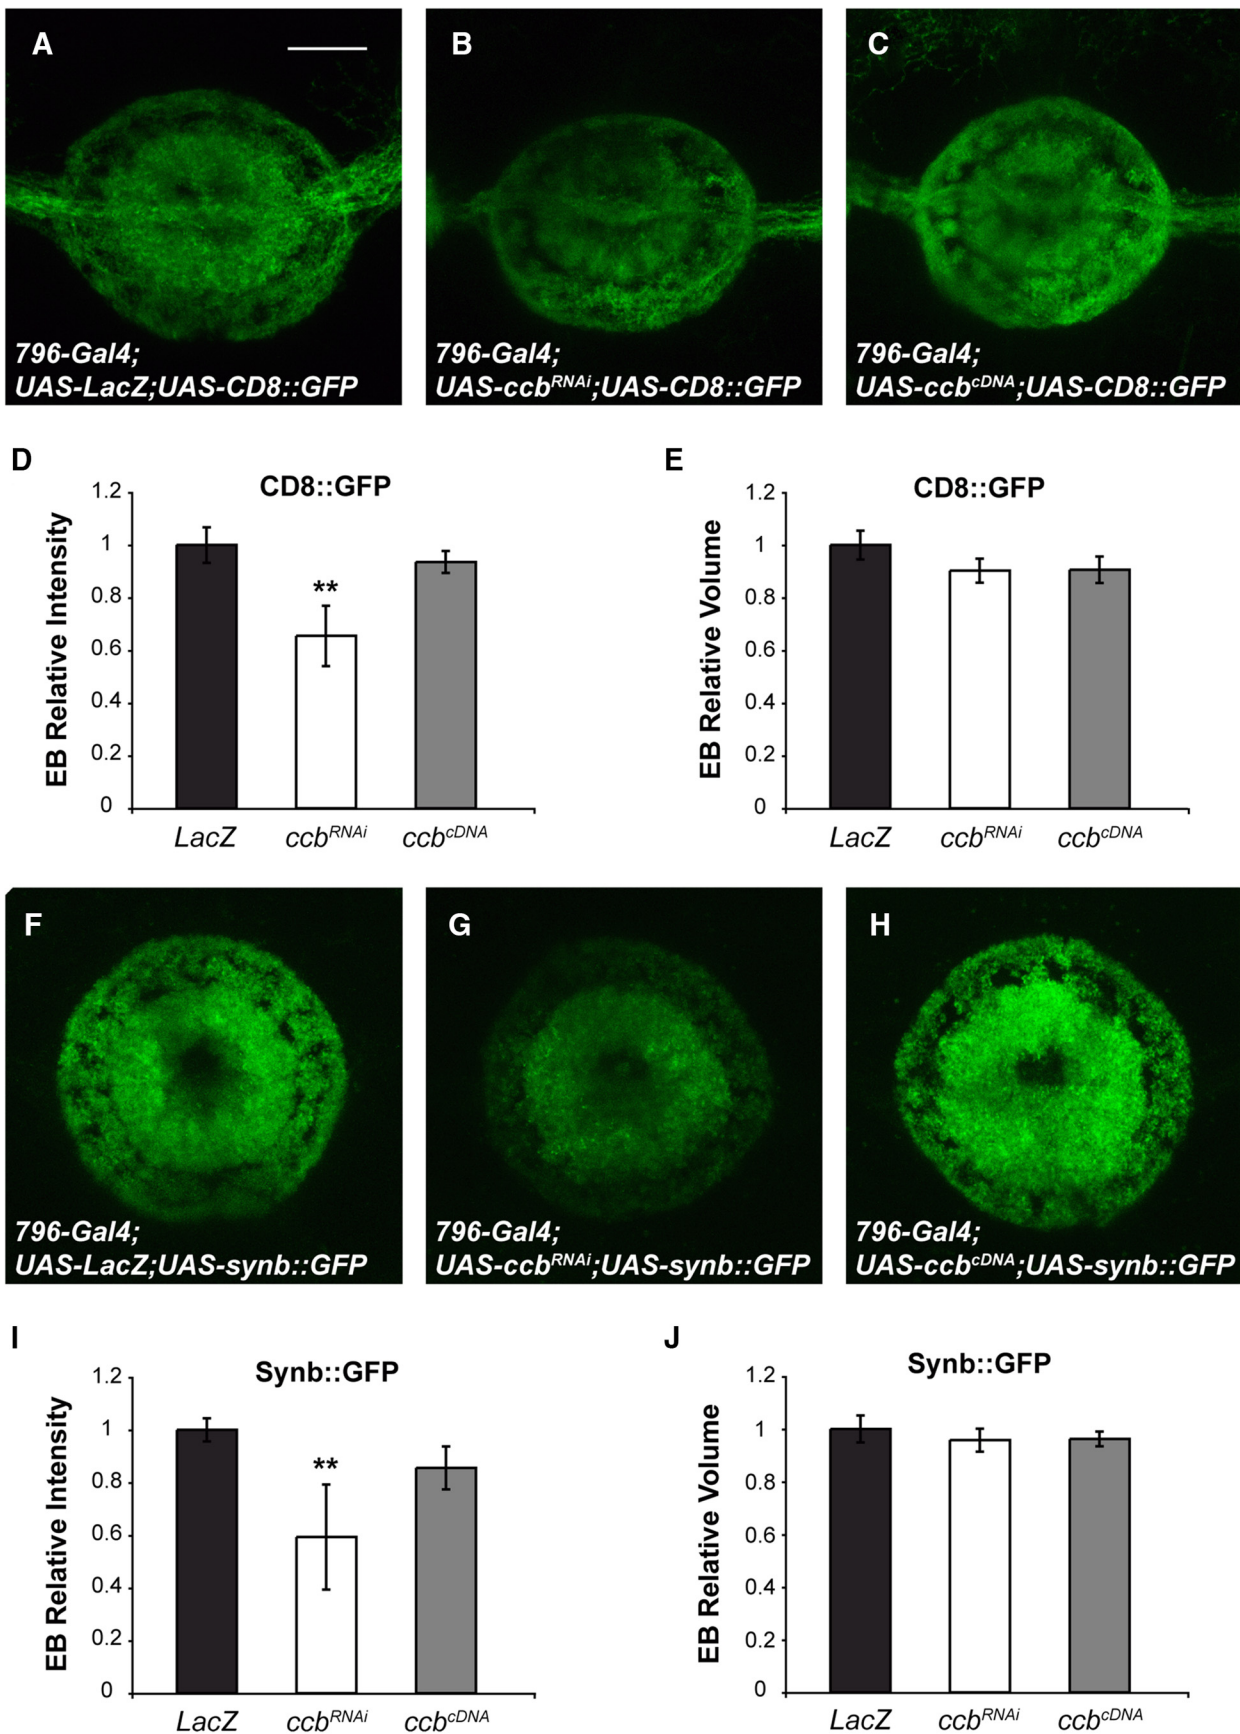 A
796-Gal4;
UAS-LacZ;UAS-CD8::GFP
B
796-Gal4;
UAS-ccbRNAi;UAS-CD8::GFP
C
796-Gal4;
UAS-ccbcDNA;UAS-CD8::GFP
D
CD8::GFP
EB Relative Intensity
1.2
1
0.8
0.6
0.4
0.2
0
**
LacZ ccbRNAi ccbcDNA
E
CD8::GFP
EB Relative Volume
1.2
1
0.8
0.6
0.4
0.2
0
LacZ ccbRNAi ccbcDNA
F
796-Gal4;
UAS-LacZ;UAS-synb::GFP
G
796-Gal4;
UAS-ccbRNAi;UAS-synb::GFP
H
796-Gal4;
UAS-ccbcDNA;UAS-synb::GFP
I
Synb::GFP
EB Relative Intensity
1.2
1
0.8
0.6
0.4
0.2
0
**
LacZ ccbRNAi ccbcDNA
J
Synb::GFP
EB Relative Volume
1.2
1
0.8
0.6
0.4
0.2
0
LacZ ccbRNAi ccbcDNA